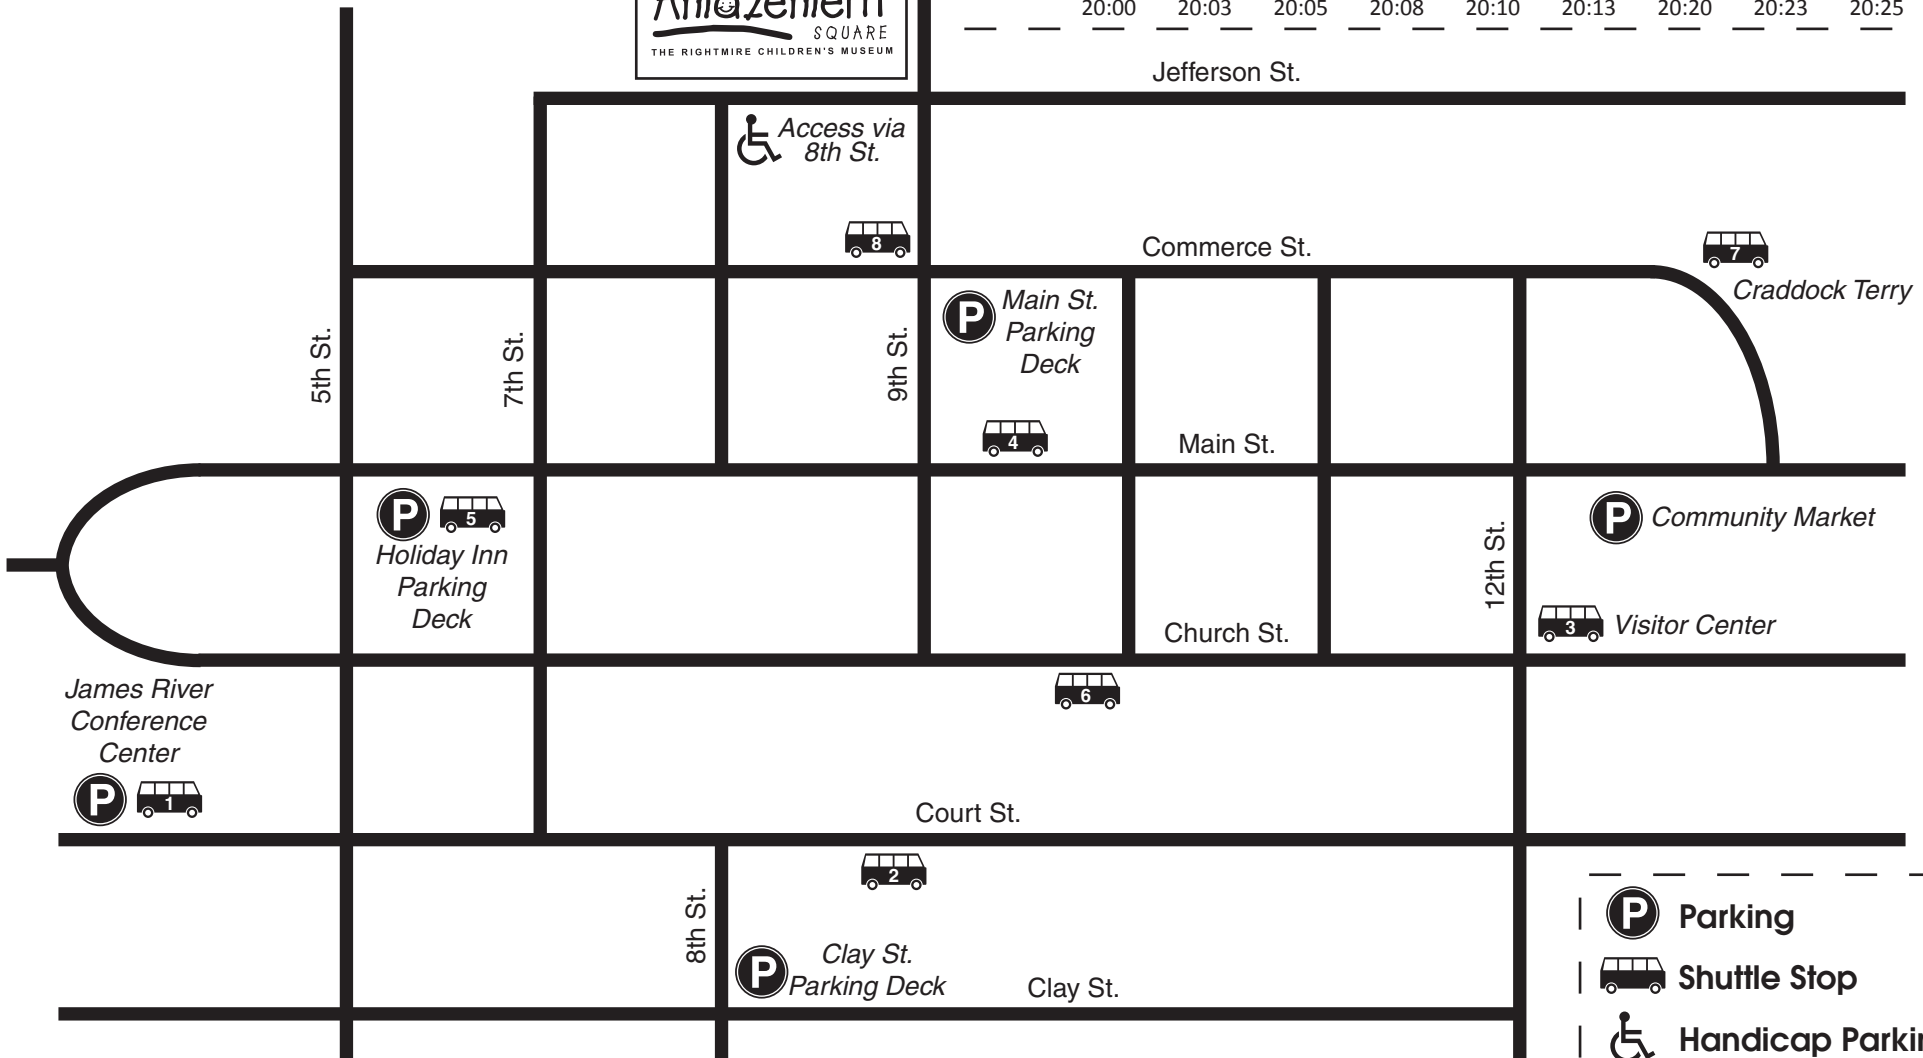 SQUARE
THE RIGHTMIRE CHILDREN'S MUSEUM
20:00 20:03 20:05 20:08 20:10 20:13 20:20 20:23 20:25
Jefferson St.
Access via
8th St.
8
Commerce St.
7
Craddock Terry
P
Main St.
Parking
Deck
5th St.
7th St.
9th St.
4
Main St.
P
5
Holiday Inn
Parking
Deck
P
Community Market
12th St.
3
Visitor Center
Church St.
6
James River
Conference
Center
P
1
Court St.
2
8th St.
P
Clay St.
Parking Deck
Clay St.
P
Parking
Shuttle Stop
Handicap Parkin